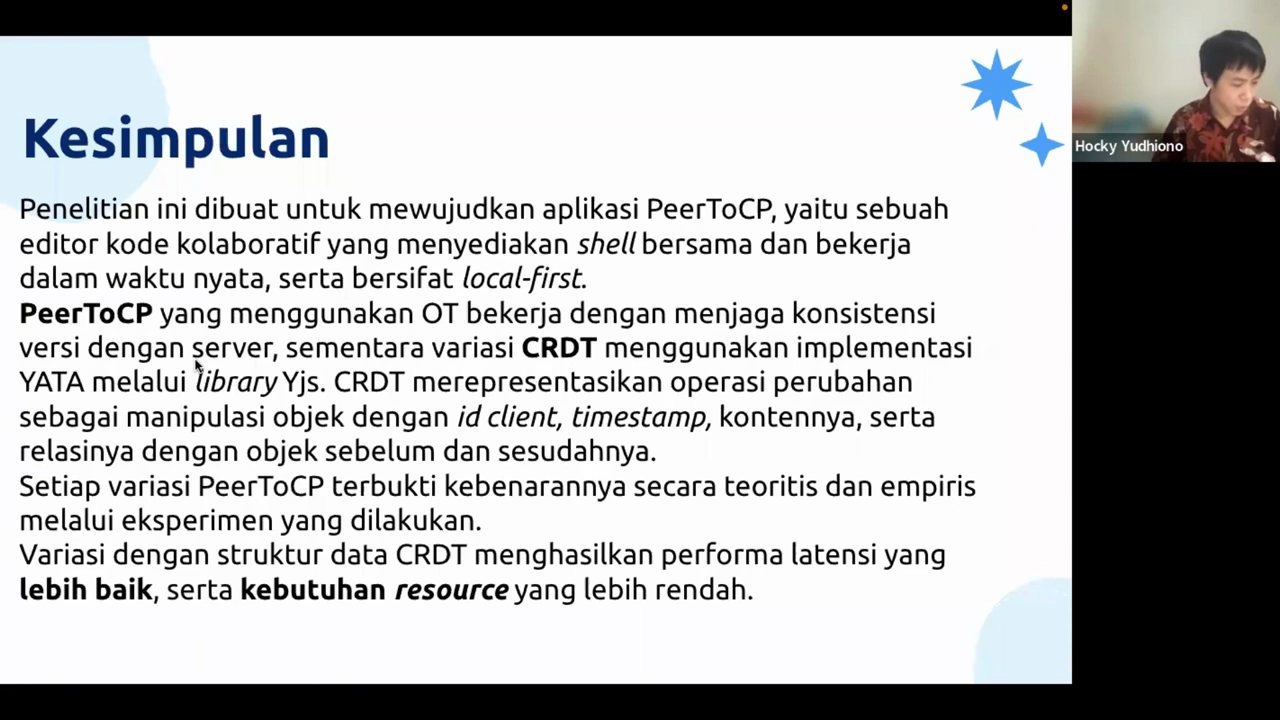 Kesimpulan
Penelitian ini dibuat untuk mewujudkan aplikasi PeerToCP, yaitu sebuah
editor kode kolaboratif yang menyediakan shell bersama dan bekerja
dalam waktu nyata, serta bersifat local-first.
PeerToCP yang menggunakan OT bekerja dengan menjaga konsistensi
versi dengan server, sementara variasi CRDT menggunakan implementasi
YATA melalui library Yjs. CRDT merepresentasikan operasi perubahan
sebagai manipulasi objek dengan id client, timestamp, kontennya, serta
relasinya dengan objek sebelum dan sesudahnya.
Setiap variasi PeerToCP terbukti kebenarannya secara teoritis dan empiris
melalui eksperimen yang dilakukan.
Variasi dengan struktur data CRDT menghasilkan performa latensi yang
lebih baik, serta kebutuhan resource yang lebih rendah.
Hocky Yudhiono